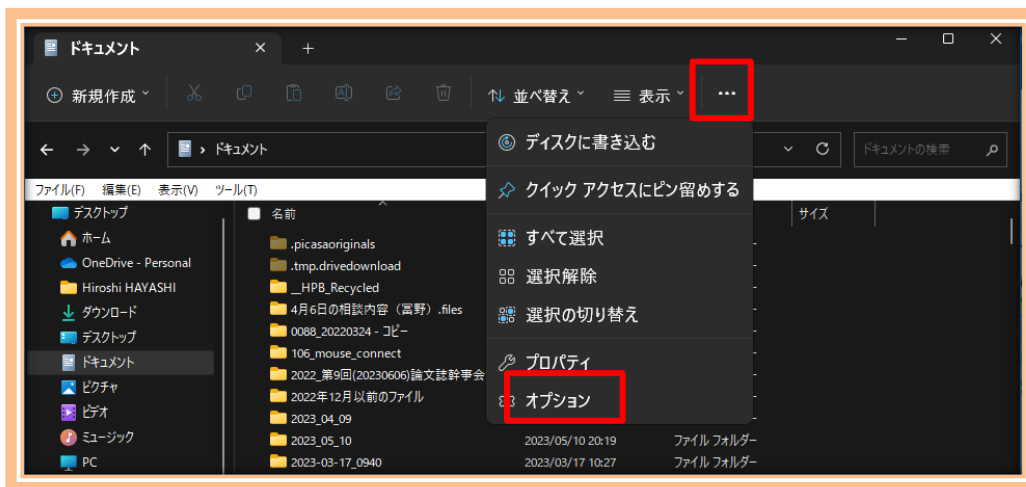 ドキュメント
新規作成
並べ替え
表示
ドキュメント
ドキュメントの検索
ファイル(F) 編集(E) 表示(V) ツール(T)
デスクトップ
ホーム
OneDrive - Personal
Hiroshi HAYASHI
ダウンロード
デスクトップ
ドキュメント
ピクチャ
ビデオ
ミュージック
PC
名前
サイズ
.picasaoriginals
.tmp.drivedownload
__HPB_Recycled
4月6日の相談内容（冨野）.files
0088_20220324 - コピー
106_mouse_connect
2022_第9回(20230606)論文誌幹事会
2022年12月以前のファイル
2023_04_09
2023_05_10 2023/05/10 20:19 ファイル フォルダー
2023-03-17_0940 2023/03/17 10:27 ファイル フォルダー
ディスクに書き込む
クイック アクセスにピン留めする
すべて選択
選択解除
選択の切り替え
プロパティ
オプション